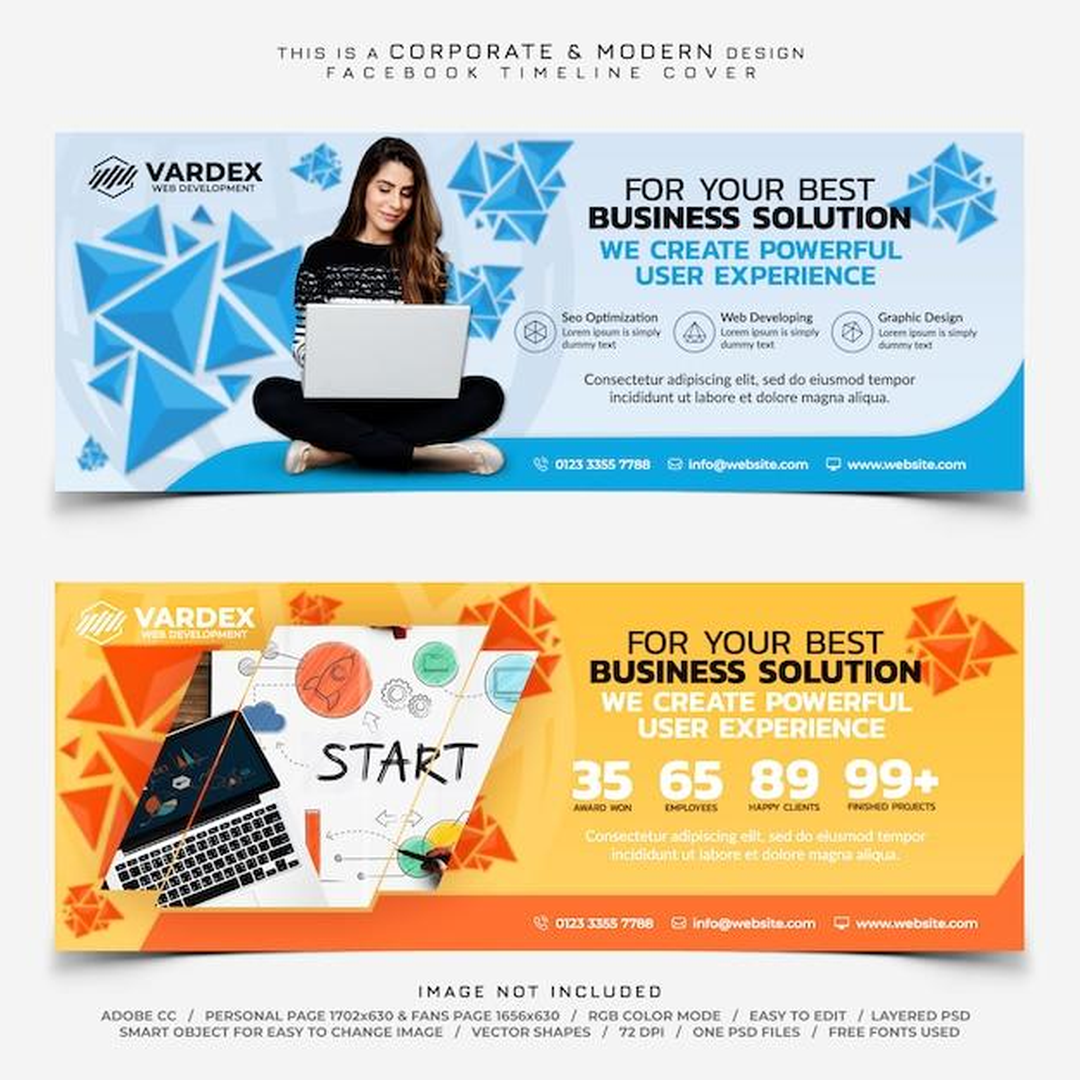 THIS IS A CORPORATE & MODERN DESIGN
FACEBOOK TIMELINE COVER
VARDEX
WEB DEVELOPMENT
FOR YOUR BEST
BUSINESS SOLUTION
WE CREATE POWERFUL
USER EXPERIENCE
Seo Optimization
Lorem ipsum is simply
dummy text
Web Developing
Lorem ipsum is simply
dummy text
Graphic Design
Lorem ipsum is simply
dummy text
Consectetur adipiscing elit, sed do eiusmod tempor
incididunt ut labore et dolore magna aliqua.
0123 3355 7788 info@website.com www.website.com
VARDEX
WEB DEVELOPMENT
START
FOR YOUR BEST
BUSINESS SOLUTION
WE CREATE POWERFUL
USER EXPERIENCE
35 65 89 99+
AWARD WON EMPLOYEES HAPPY CLIENTS FINISHED PROJECTS
Consectetur adipiscing elit, sed do eiusmod tempor
incididunt ut labore et dolore magna aliqua.
0123 3355 7788 info@website.com www.website.com
IMAGE NOT INCLUDED
ADOBE CC / PERSONAL PAGE 1702x630 & FANS PAGE 1656x630 / RGB COLOR MODE / EASY TO EDIT / LAYERED PSD
SMART OBJECT FOR EASY TO CHANGE IMAGE / VECTOR SHAPES / 72 DPI / ONE PSD FILES / FREE FONTS USED